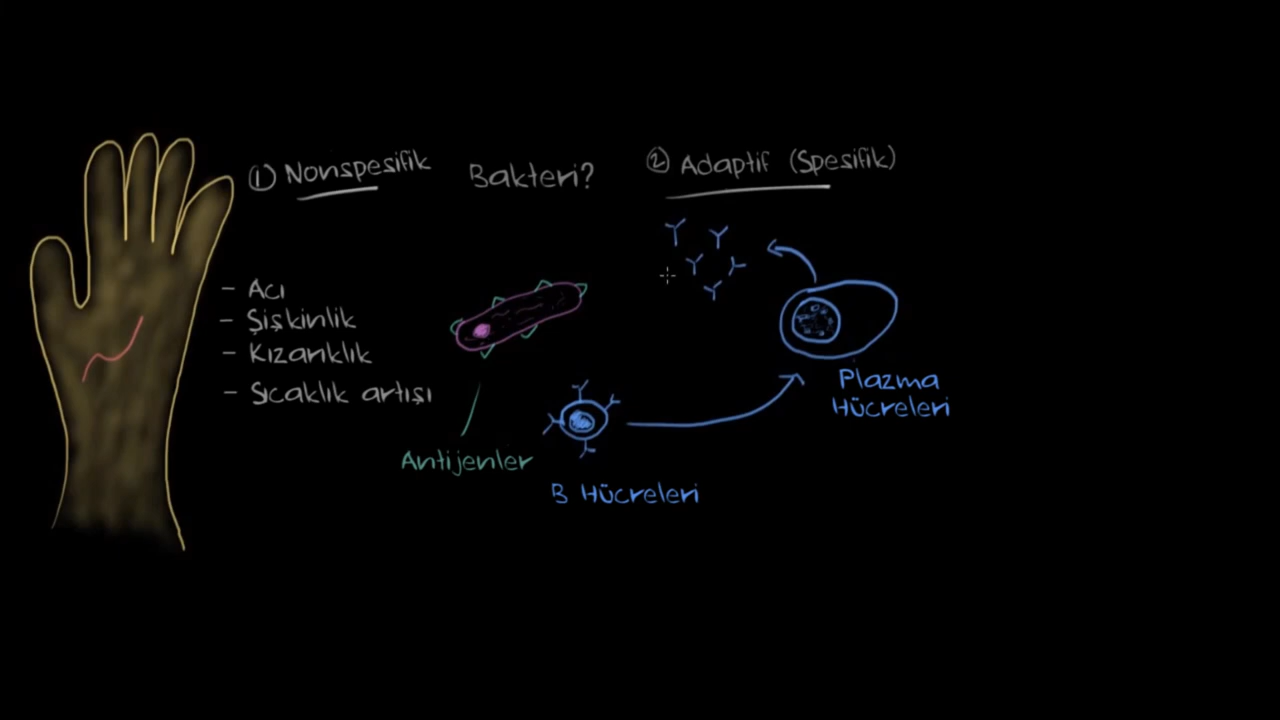 ① Nonspesifik
Bakteri?
② Adaptif (Spesifik)
- Acı
- Şişkinlik
- Kızarıklık
- Sıcaklık artışı
Antijenler
B Hücreleri
Plazma
Hücreleri